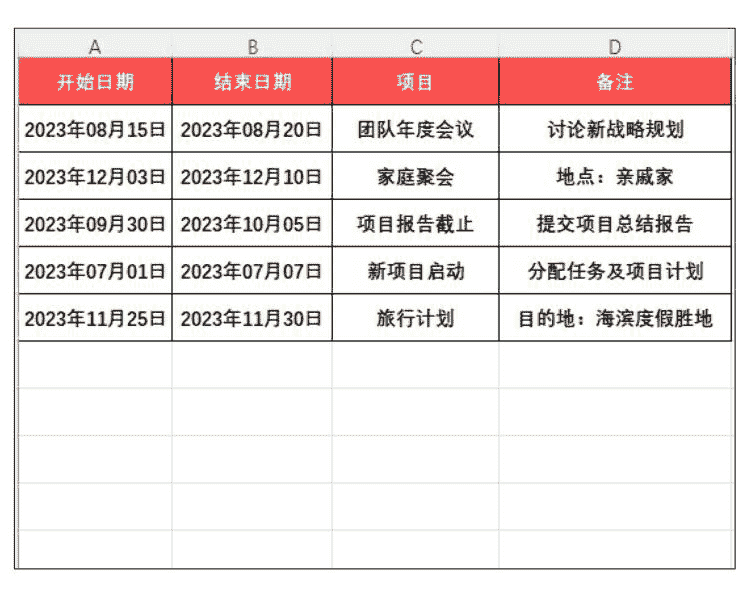 A B C D
开始日期 结束日期 项目 备注
2023年08月15日 2023年08月20日 团队年度会议 讨论新战略规划
2023年12月03日 2023年12月10日 家庭聚会 地点：亲戚家
2023年09月30日 2023年10月05日 项目报告截止 提交项目总结报告
2023年07月01日 2023年07月07日 新项目启动 分配任务及项目计划
2023年11月25日 2023年11月30日 旅行计划 目的地：海滨度假胜地